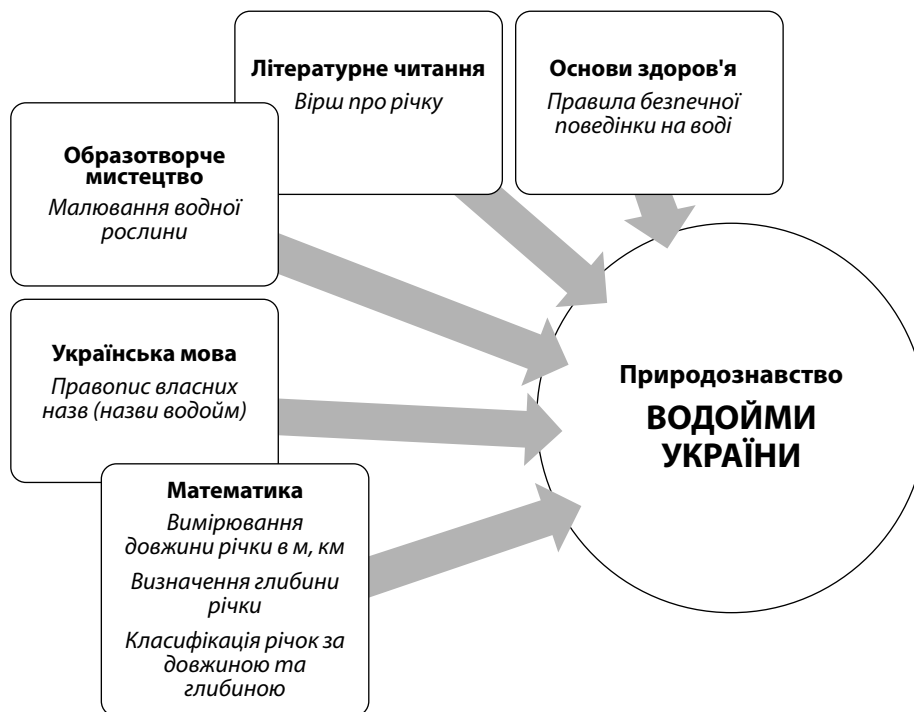 Літературне читання
Вірш про річку
Основи здоров'я
Правила безпечної
поведінки на воді
Образотворче
мистецтво
Малювання водної
рослини
Українська мова
Правопис власних
назв (назви водойм)
Математика
Вимірювання
довжини річки в м, км
Визначення глибини
річки
Класифікація річок за
довжиною та
глибиною
Природознавство
ВОДОЙМИ
УКРАЇНИ